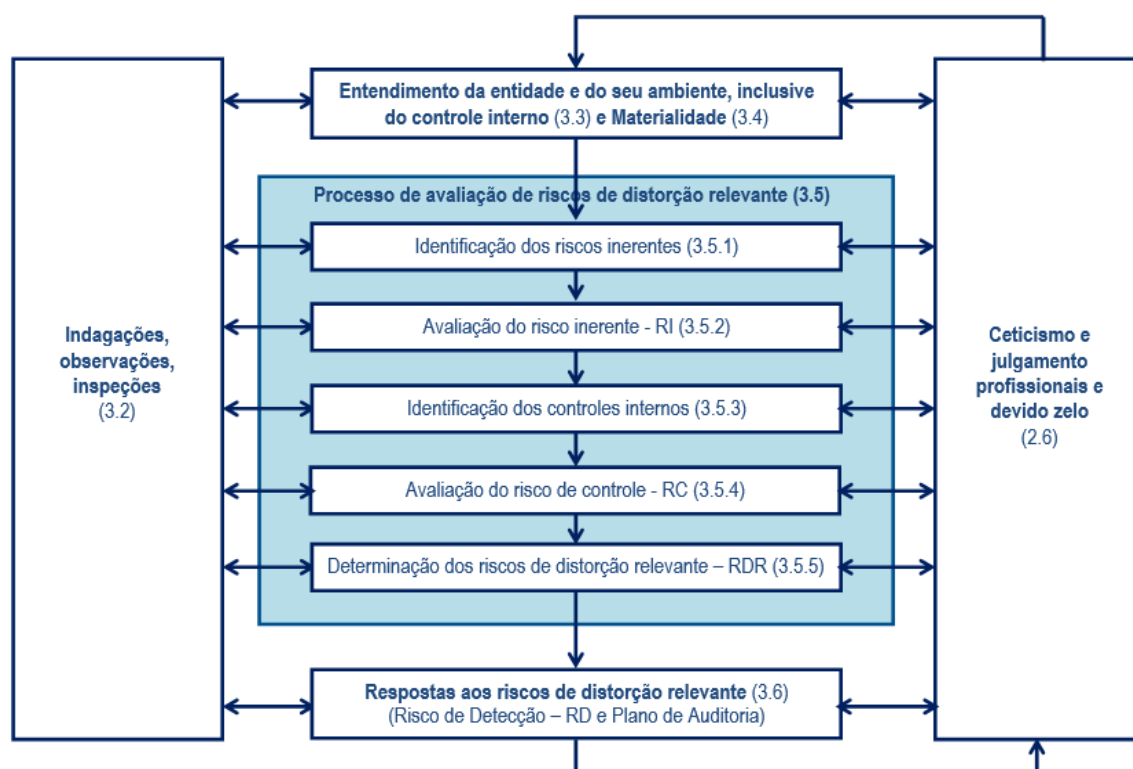 Entendimento da entidade e do seu ambiente, inclusive
do controle interno (3.3) e Materialidade (3.4)
Processo de avaliação de riscos de distorção relevante (3.5)
Identificação dos riscos inerentes (3.5.1)
Avaliação do risco inerente - RI (3.5.2)
Identificação dos controles internos (3.5.3)
Avaliação do risco de controle - RC (3.5.4)
Determinação dos riscos de distorção relevante – RDR (3.5.5)
Respostas aos riscos de distorção relevante (3.6)
(Risco de Detecção – RD e Plano de Auditoria)
Indagações,
observações,
inspeções
(3.2)
Ceticismo e
julgamento
profissionais e
devido zelo
(2.6)